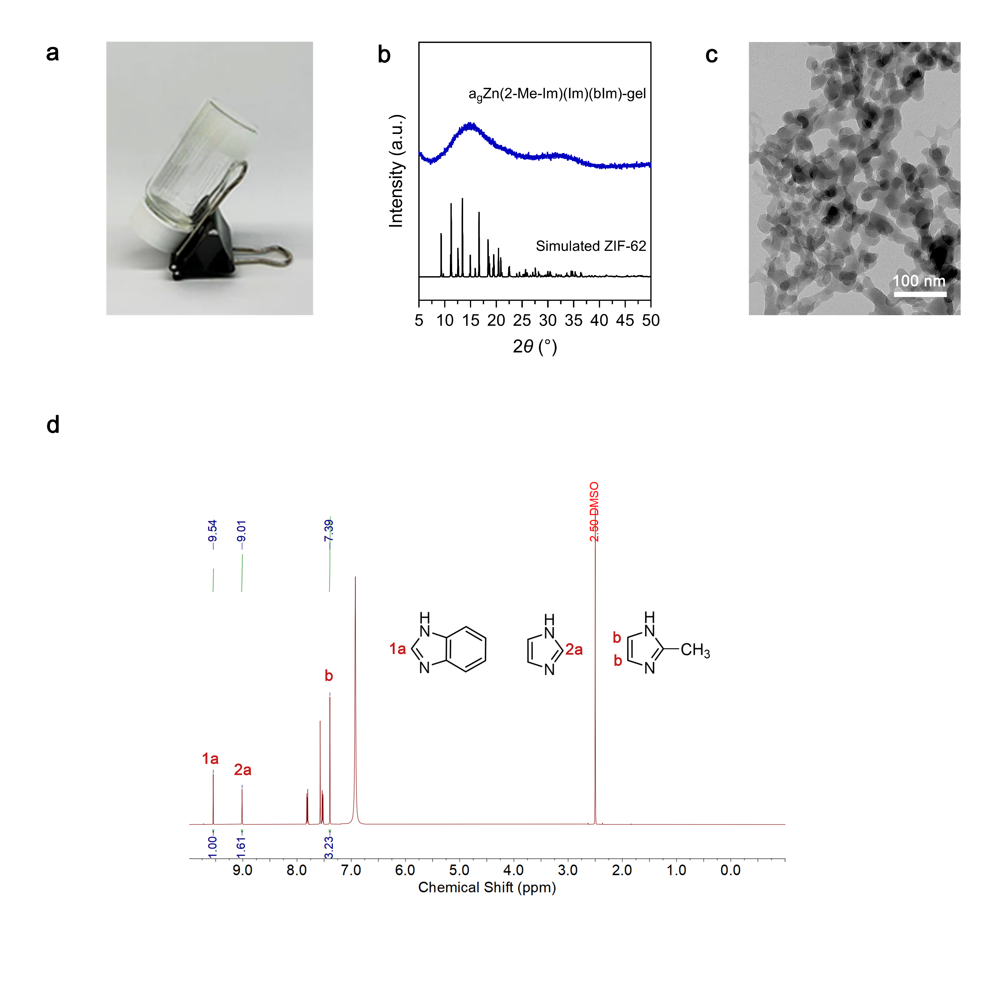 a
b
c
a_gZn(2-Me-Im)(Im)(bIm)-gel
Simulated ZIF-62
Intensity (a.u.)
5 10 15 20 25 30 35 40 45 50
2θ (°)
100 nm
d
9.54
9.01
7.39
2.50 DMSO
1a
2a
b
H
N
N
1a
H
N
N
2a
H
N
N
b
b
CH₃
1.00
1.61
3.23
9.0 8.0 7.0 6.0 5.0 4.0 3.0 2.0 1.0 0.0
Chemical Shift (ppm)